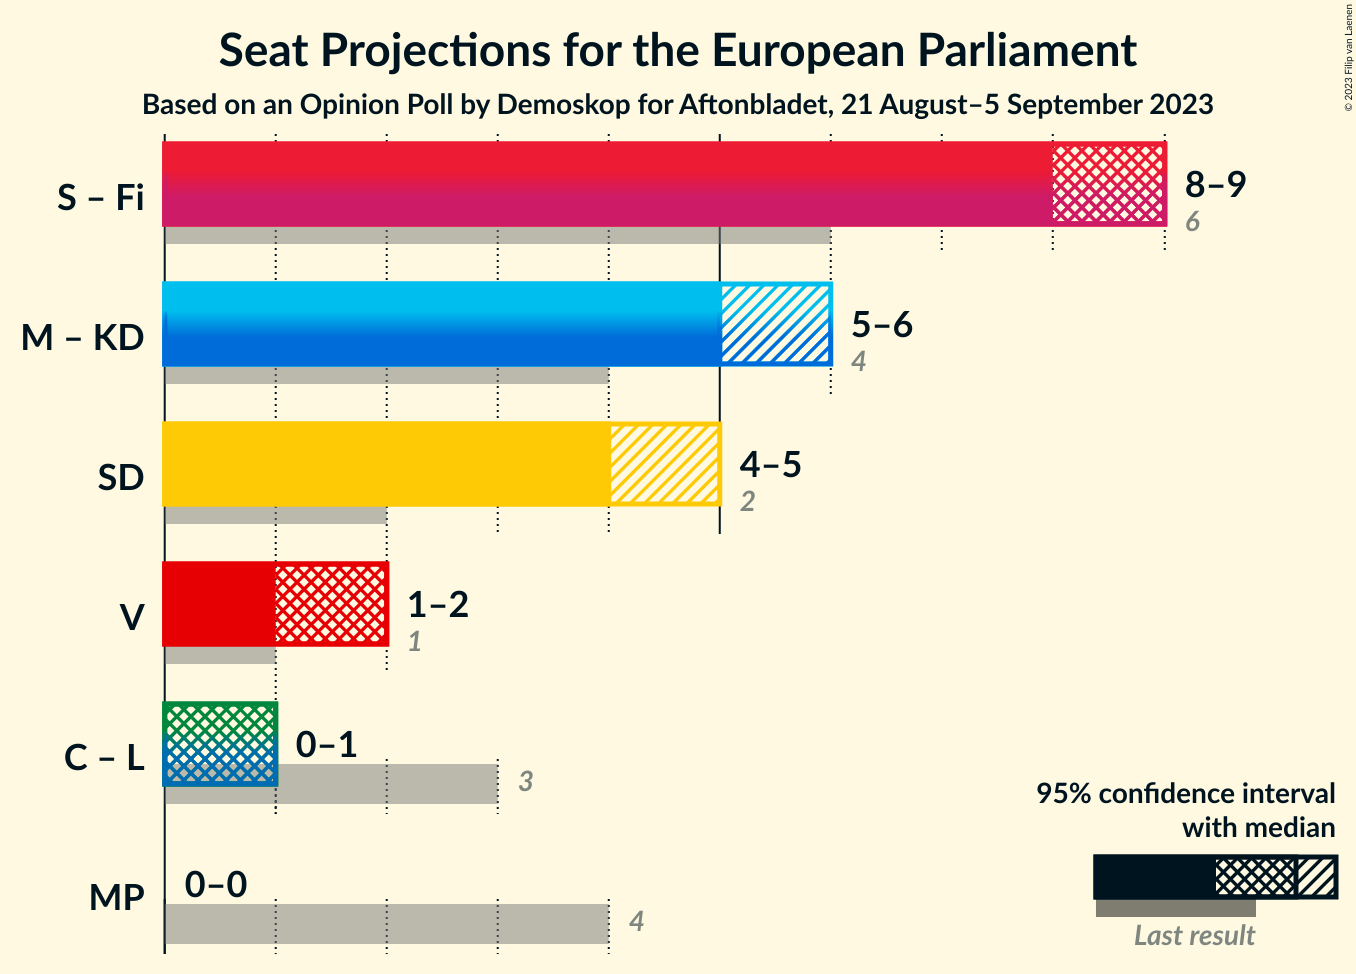 Seat Projections for the European Parliament
Based on an Opinion Poll by Demoskop for Aftonbladet, 21 August–5 September 2023
© 2023 Filip van Laenen
S – Fi
8–9
6
M – KD
5–6
4
SD
4–5
2
V
1–2
1
C – L
0–1
3
MP
0–0
4
95% confidence interval
with median
Last result